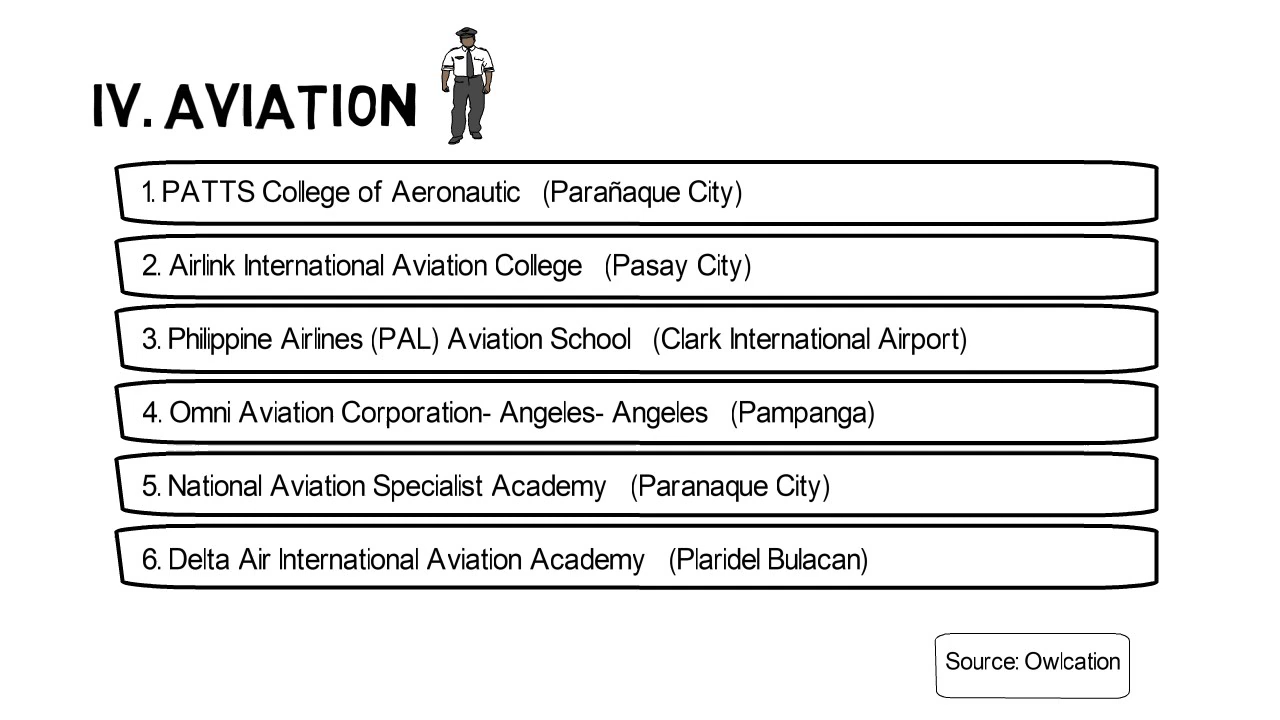 IV. AVIATION
1. PATTS College of Aeronautic (Parañaque City)
2. Airlink International Aviation College (Pasay City)
3. Philippine Airlines (PAL) Aviation School (Clark International Airport)
4. Omni Aviation Corporation- Angeles- Angeles (Pampanga)
5. National Aviation Specialist Academy (Paranaque City)
6. Delta Air International Aviation Academy (Plaridel Bulacan)
Source: Owlcation